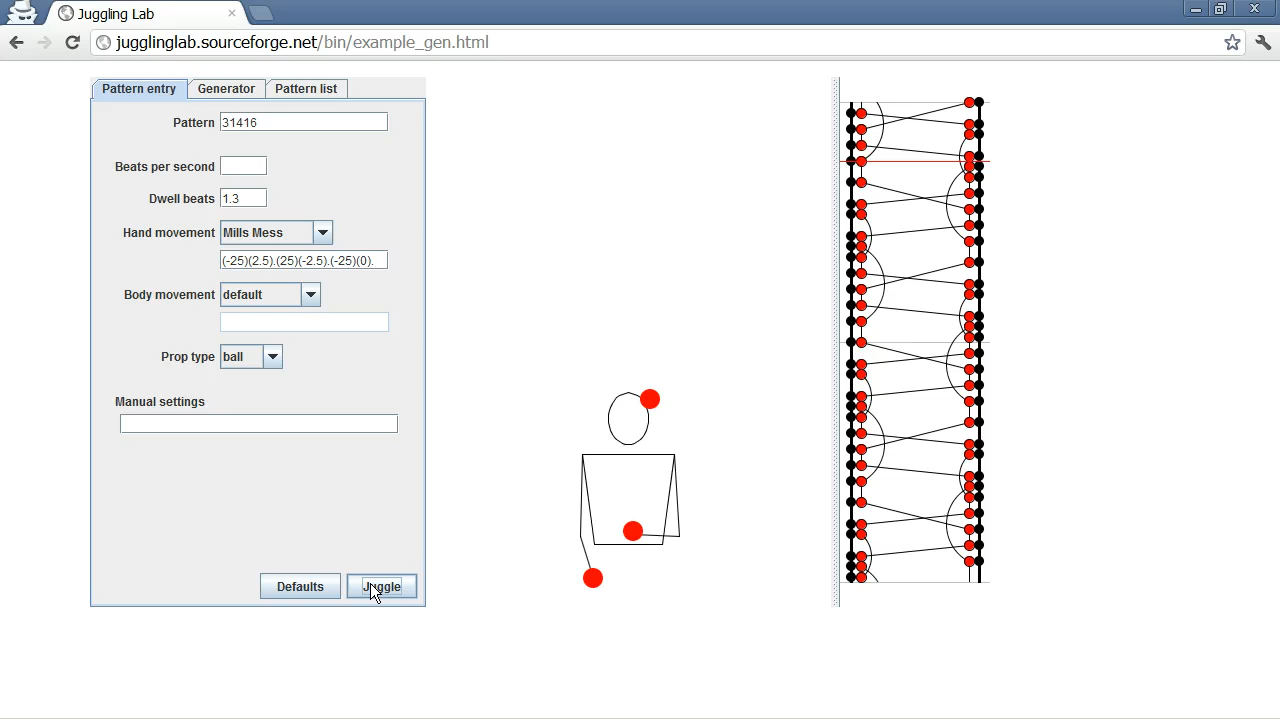 Juggling Lab
jugglinglab.sourceforge.net/bin/example_gen.html
Pattern entry
Generator
Pattern list
Pattern
31416
Beats per second
Dwell beats
1.3
Hand movement
Mills Mess
(-25)(2.5).(25)(-2.5).(-25)(0).
Body movement
default
Prop type
ball
Manual settings
Defaults
Juggle